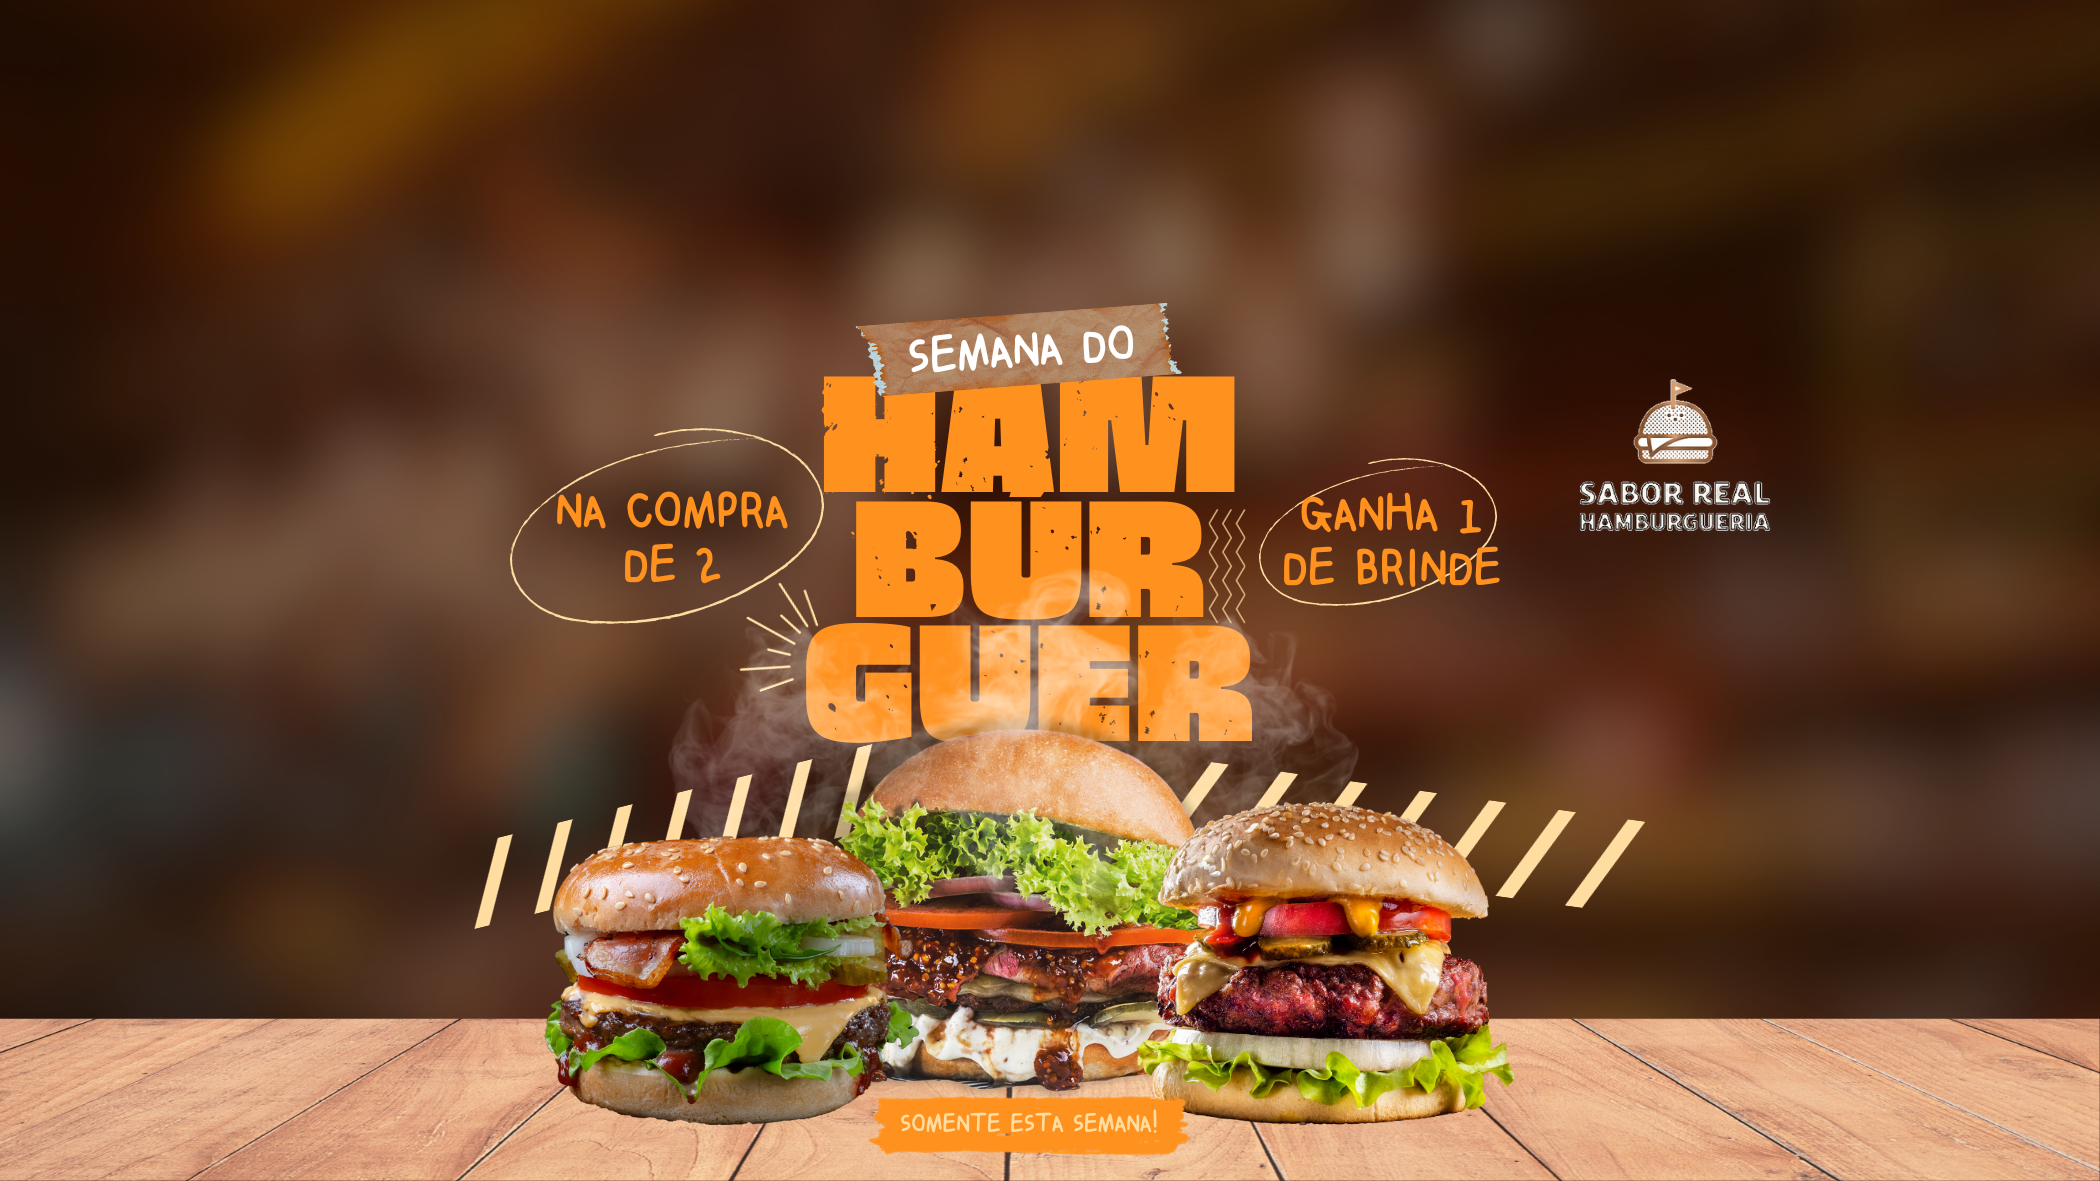 SEMANA DO
HAM
BUR
GUER
NA COMPRA
DE 2
GANHA 1
DE BRINDE
SABOR REAL
HAMBURGUERIA
SOMENTE ESTA SEMANA!